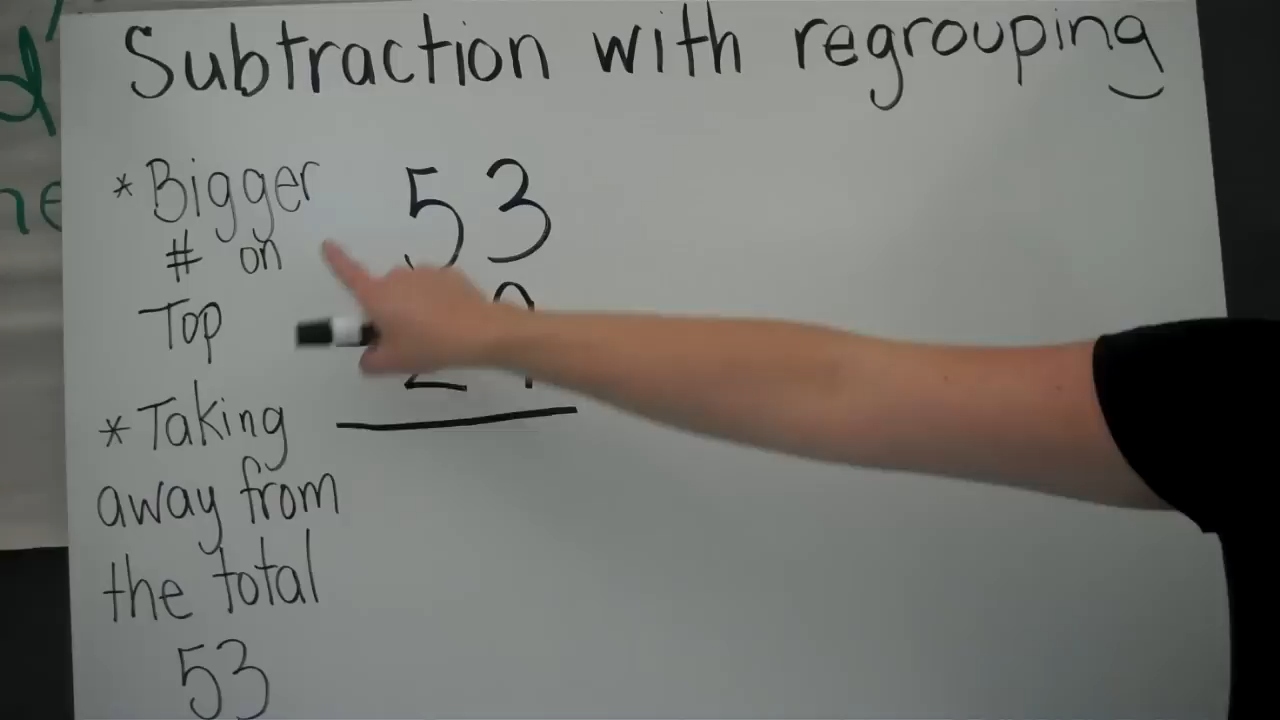 Subtraction with regrouping
*Bigger
# on
Top
53
*Taking
away from
the total
53